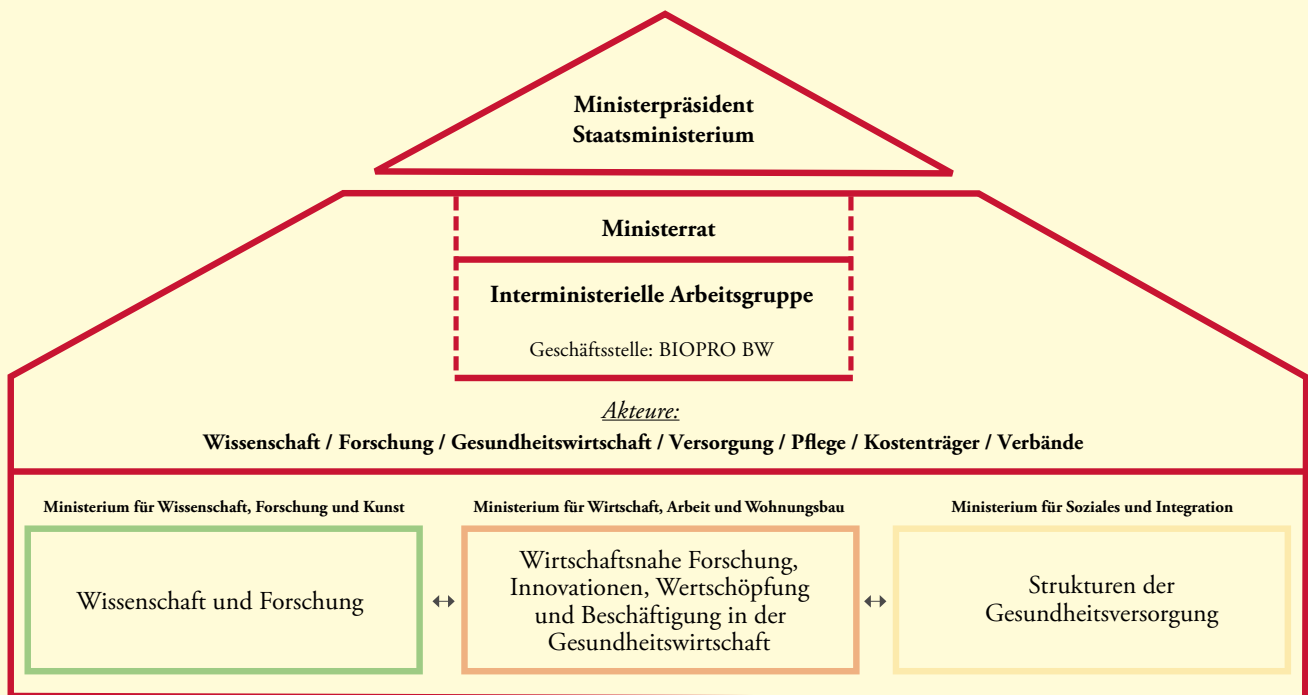 Ministerpräsident
Staatsministerium
Ministerrat
Interministerielle Arbeitsgruppe
Geschäftsstelle: BIOPRO BW
Akteure:
Wissenschaft / Forschung / Gesundheitswirtschaft / Versorgung / Pflege / Kostenträger / Verbände
Ministerium für Wissenschaft, Forschung und Kunst
Wissenschaft und Forschung
Ministerium für Wirtschaft, Arbeit und Wohnungsbau
Wirtschaftsnahe Forschung,
Innovationen, Wertschöpfung
und Beschäftigung in der
Gesundheitswirtschaft
Ministerium für Soziales und Integration
Strukturen der
Gesundheitsversorgung